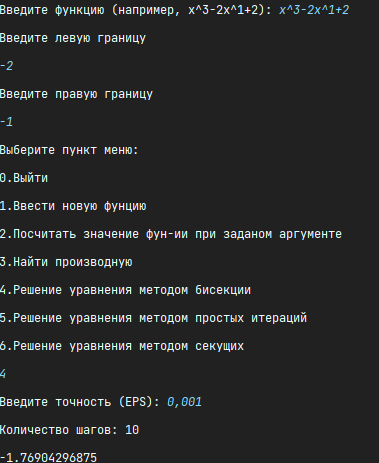 Введите функцию (например, x^3-2x^1+2): x^3-2x^1+2
Введите левую границу
-2
Введите правую границу
-1
Выберите пункт меню:
0.Выйти
1.Ввести новую фунцию
2.Посчитать значение фун-ии при заданом аргументе
3.Найти производную
4.Решение уравнения методом бисекции
5.Решение уравнения методом простых итераций
6.Решение уравнения методом секущих
4
Введите точность (EPS): 0,001
Количество шагов: 10
-1.76904296875